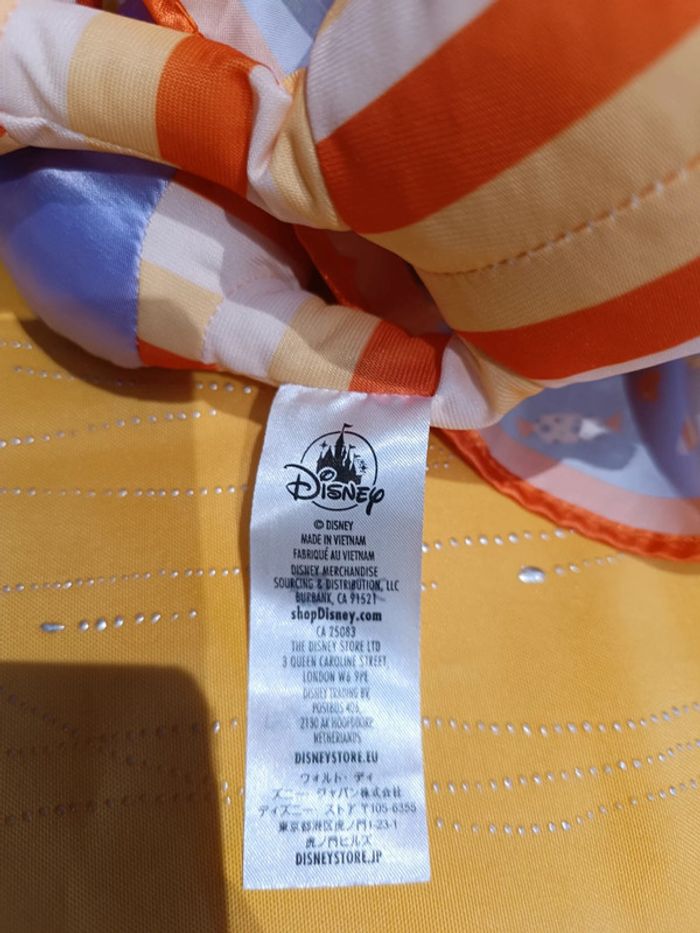 Disney
© DISNEY
MADE IN VIETNAM
FABRIQUÉ AU VIETNAM
DISNEY MERCHANDISE
SOURCING & DISTRIBUTION, LLC
BURBANK, CA 91521
shopDisney.com
CA 25083
THE DISNEY STORE LTD
3 QUEEN CAROLINE STREET
LONDON W6 9PE
DISNEY TRADING BV
POSTBUS 406,
2130 AK HOOFDDORP,
NETHERLANDS
DISNEYSTORE.EU
ウォルト・ディ
ズニー・ジャパン株式会社
ディズニー ストア 〒105-6355
東京都港区虎ノ門1-23-1
虎ノ門ヒルズ
DISNEYSTORE.JP